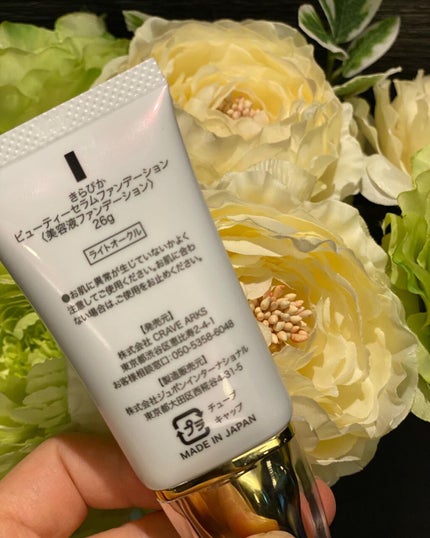 きらぴか
ビューティーセラムファンデーション
(美容液ファンデーション)
26g
ライトオークル
●お肌に異常が生じていないかよく
注意してご使用ください。お肌に合わ
ない場合は、ご使用をお止めください。
【発売元】
株式会社 CRAVE ARKS
東京都渋谷区恵比寿2-4-1
お客様相談窓口:050-5358-6048
【製造販売元】
株式会社ジュポンインターナショナル
東京都大田区西糀谷4-31-5
プラ
チューブ
キャップ
MADE IN JAPAN